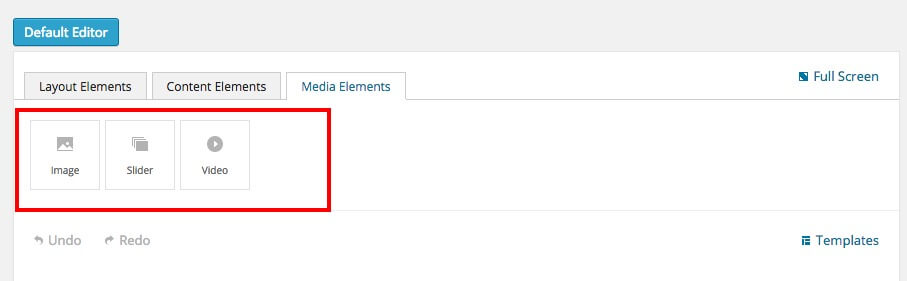 Default Editor
Layout Elements Content Elements Media Elements Full Screen
Image Slider Video
Undo Redo Templates